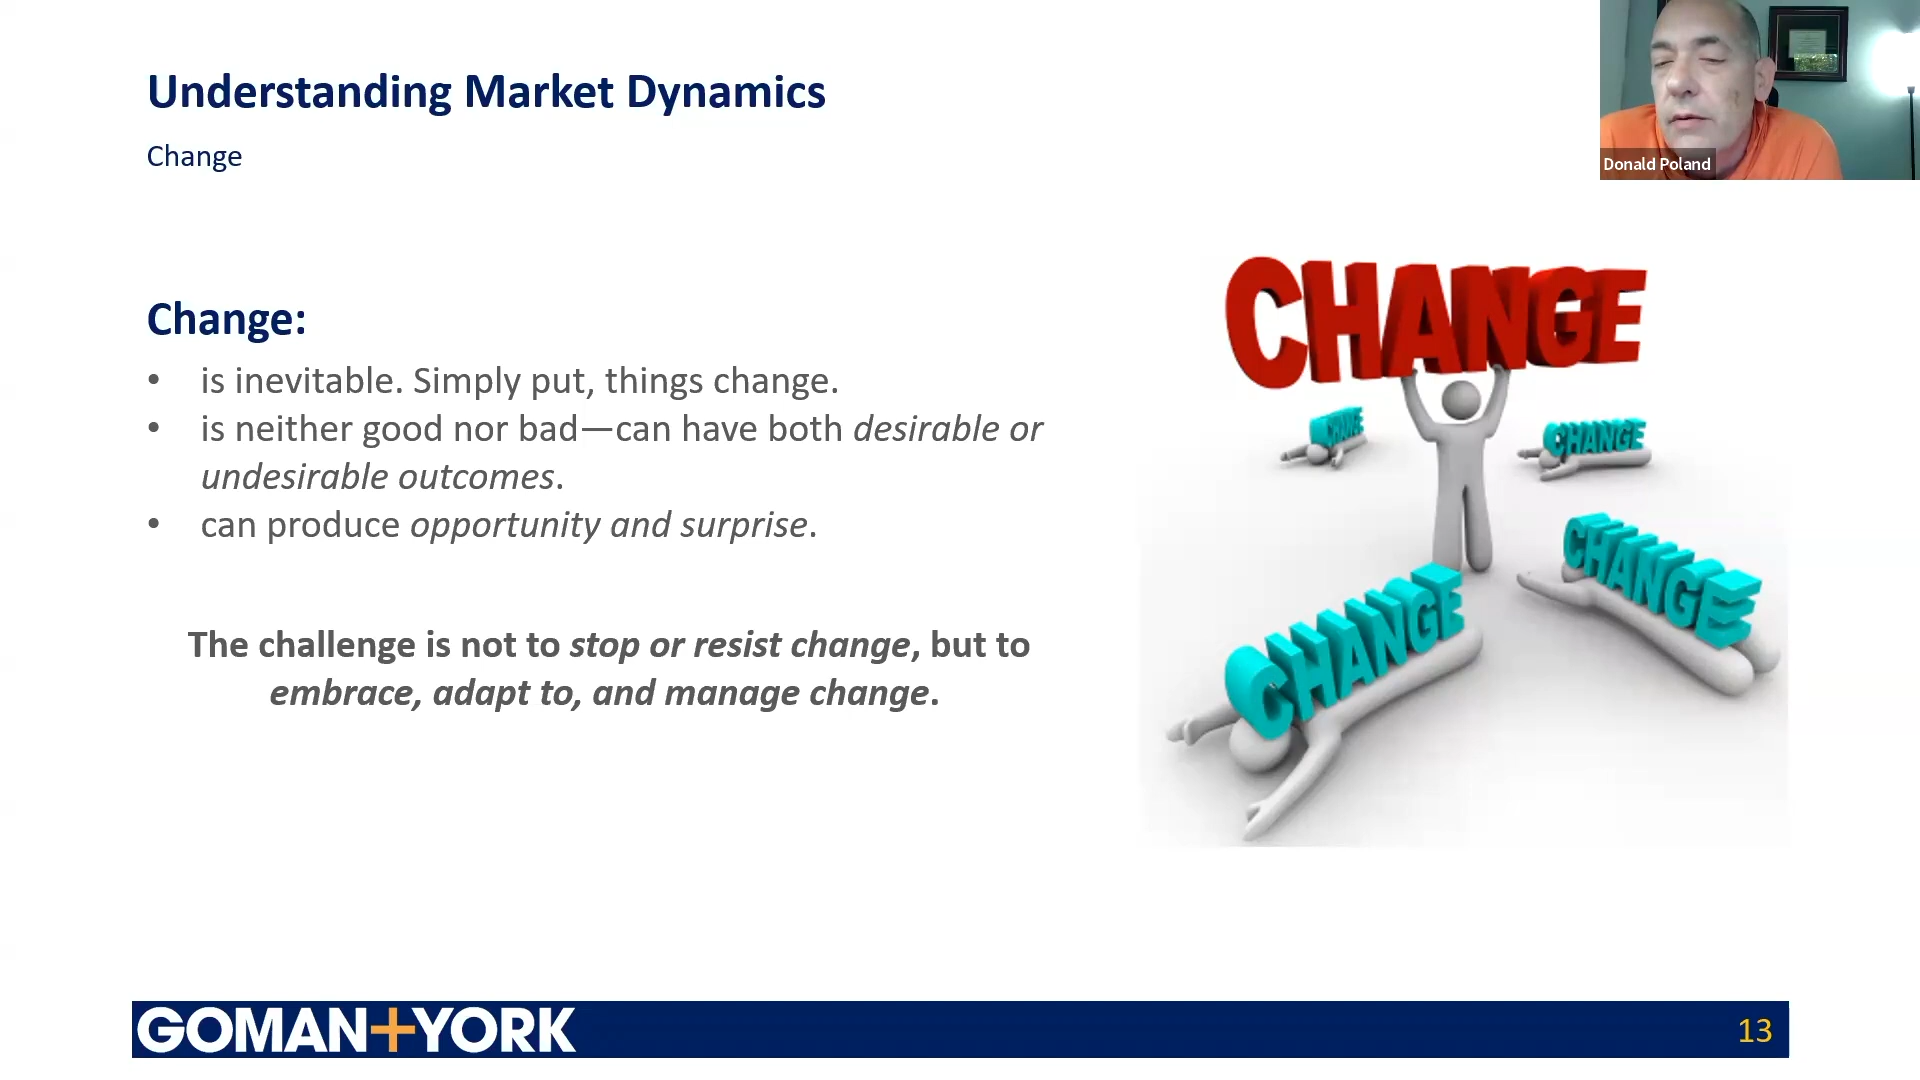 Understanding Market Dynamics
Change
Donald Poland
Change:
• is inevitable. Simply put, things change.
• is neither good nor bad—can have both desirable or
undesirable outcomes.
• can produce opportunity and surprise.
The challenge is not to stop or resist change, but to
embrace, adapt to, and manage change.
CHANGE
CHANGE
CHANGE
CHANGE
CHANGE
GOMAN+YORK
13